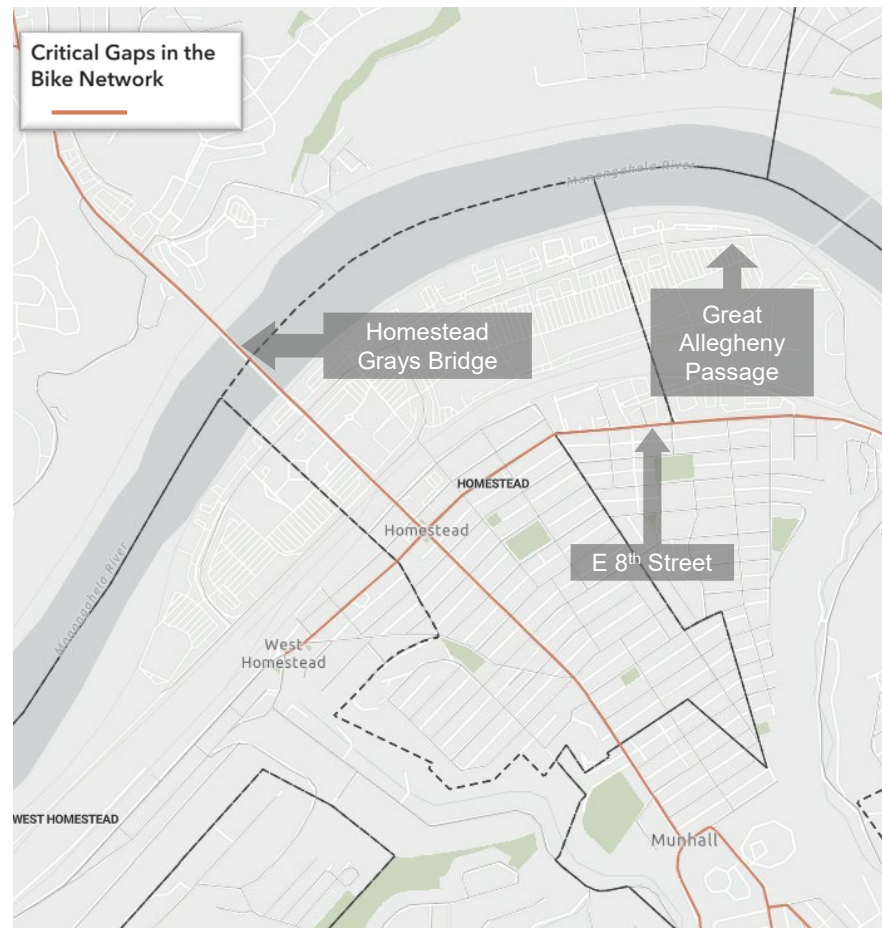 Critical Gaps in the
Bike Network
Monongahela River
Great
Allegheny
Passage
Homestead
Grays Bridge
HOMESTEAD
Homestead
E 8th Street
Monongahela River
West
Homestead
WEST HOMESTEAD
Munhall